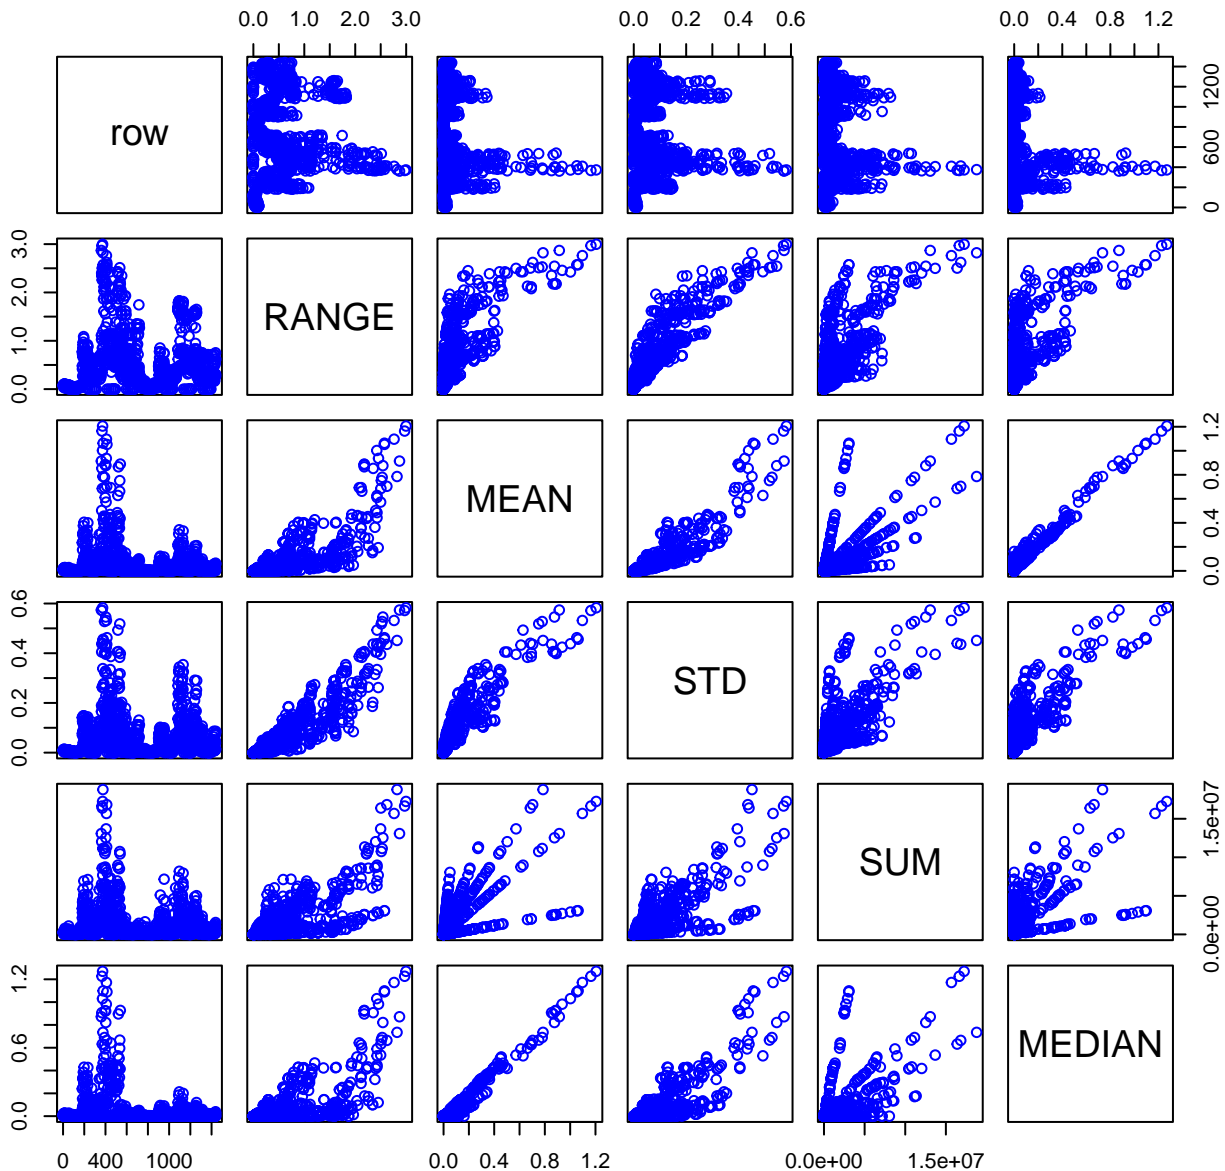 0.0 1.0 2.0 3.0 0.0 0.2 0.4 0.6 0.0 0.4 0.8 1.2
row 0 600 1200
0.0 1.0 2.0 3.0 RANGE
MEAN 0.0 0.4 0.8 1.2
0.0 0.2 0.4 0.6 STD
SUM 0.0e+00 1.5e+07
0.0 0.6 1.2 MEDIAN
0 400 1000 0.0 0.4 0.8 1.2 0.0e+00 1.5e+07